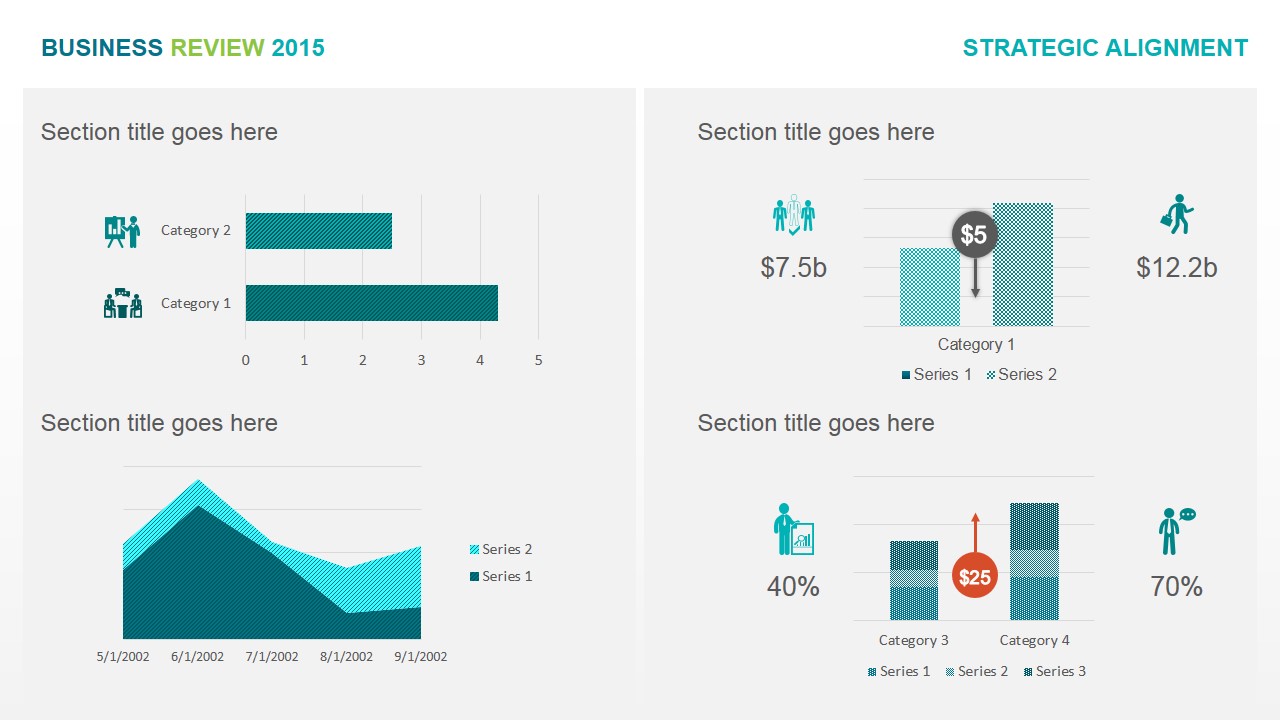 BUSINESS REVIEW 2015
STRATEGIC ALIGNMENT
Section title goes here
Category 2
Category 1
0 1 2 3 4 5
Section title goes here
$7.5b
$5
$12.2b
Category 1
Series 1 Series 2
Section title goes here
Series 2
Series 1
5/1/2002 6/1/2002 7/1/2002 8/1/2002 9/1/2002
Section title goes here
40%
$25
70%
Category 3 Category 4
Series 1 Series 2 Series 3